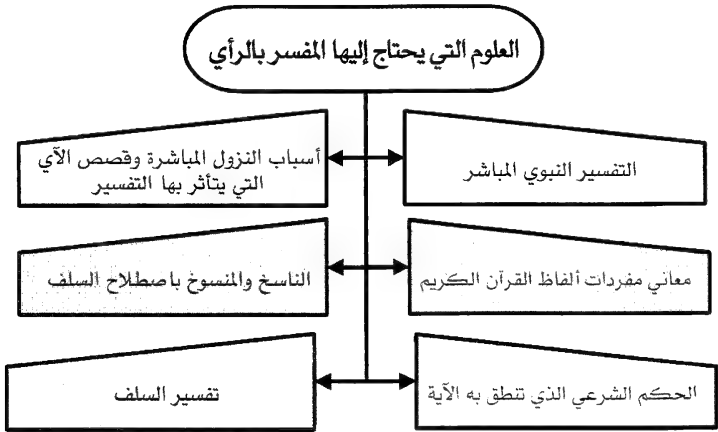 العلوم التي يحتاج إليها المفسر بالرأي
التفسير النبوي المباشر
أسباب النزول المباشرة وقصص الآي
التي يتأثر بها التفسير
معاني مفردات ألفاظ القرآن الكريم
الناسخ والمنسوخ باصطلاح السلف
الحكم الشرعي الذي تنطق به الآية
تفسير السلف